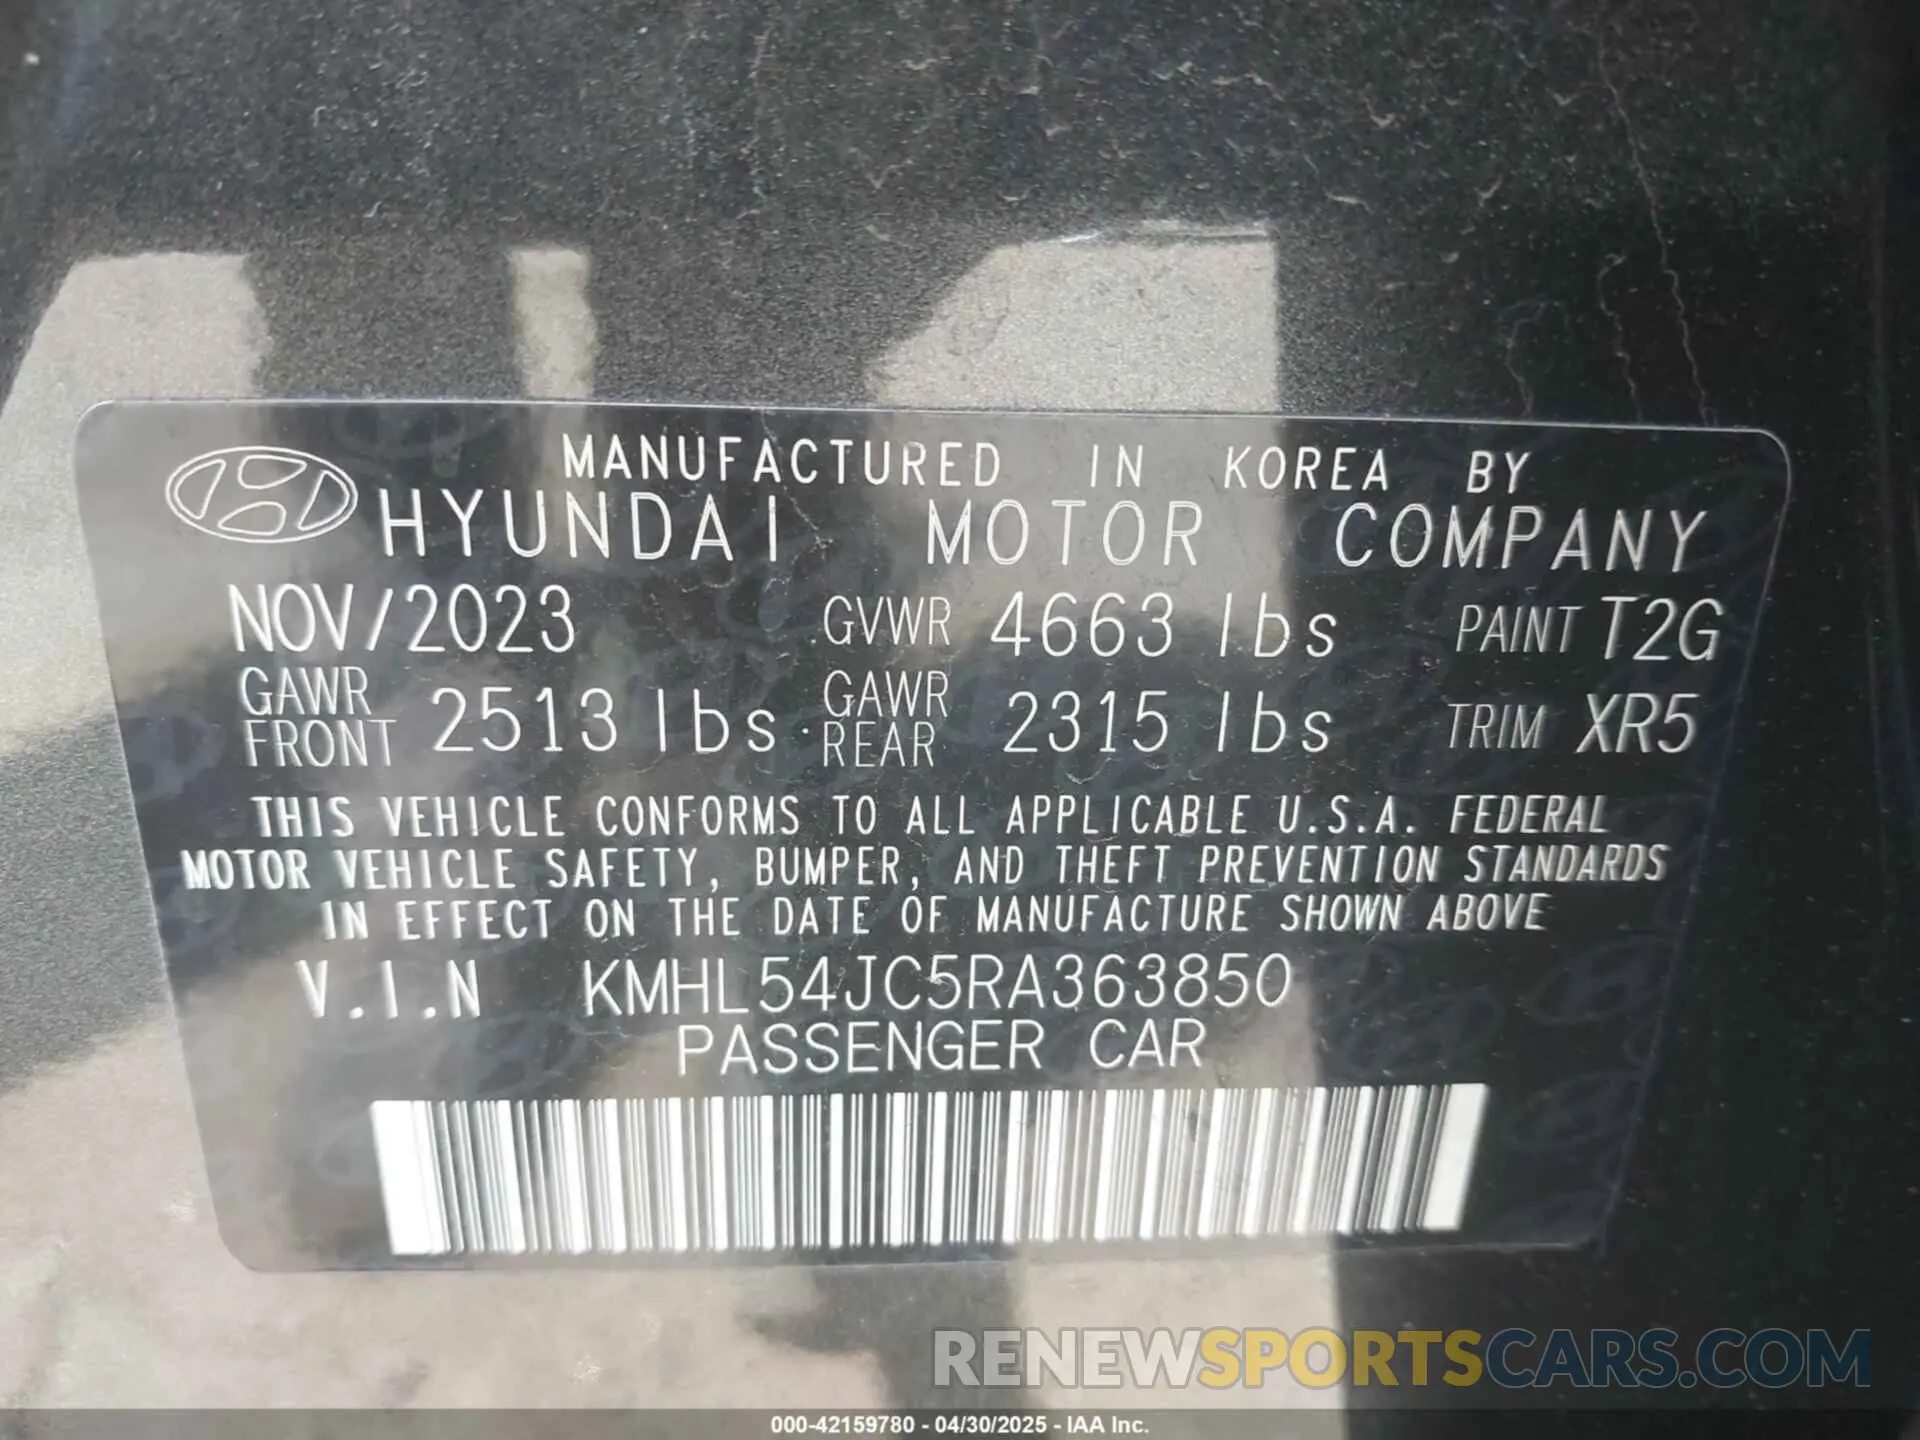 MANUFACTURED IN KOREA BY
HYUNDAI MOTOR COMPANY
NOV/2023 GVWR 4663 lbs PAINT T2G
GAWR FRONT 2513 lbs GAWR REAR 2315 lbs TRIM XR5
THIS VEHICLE CONFORMS TO ALL APPLICABLE U.S.A. FEDERAL
MOTOR VEHICLE SAFETY, BUMPER, AND THEFT PREVENTION STANDARDS
IN EFFECT ON THE DATE OF MANUFACTURE SHOWN ABOVE
V.I.N KMHL54JC5RA363850
PASSENGER CAR
RENEWSPORTSCARS.COM
000-42159780 - 04/30/2025 - IAA Inc.